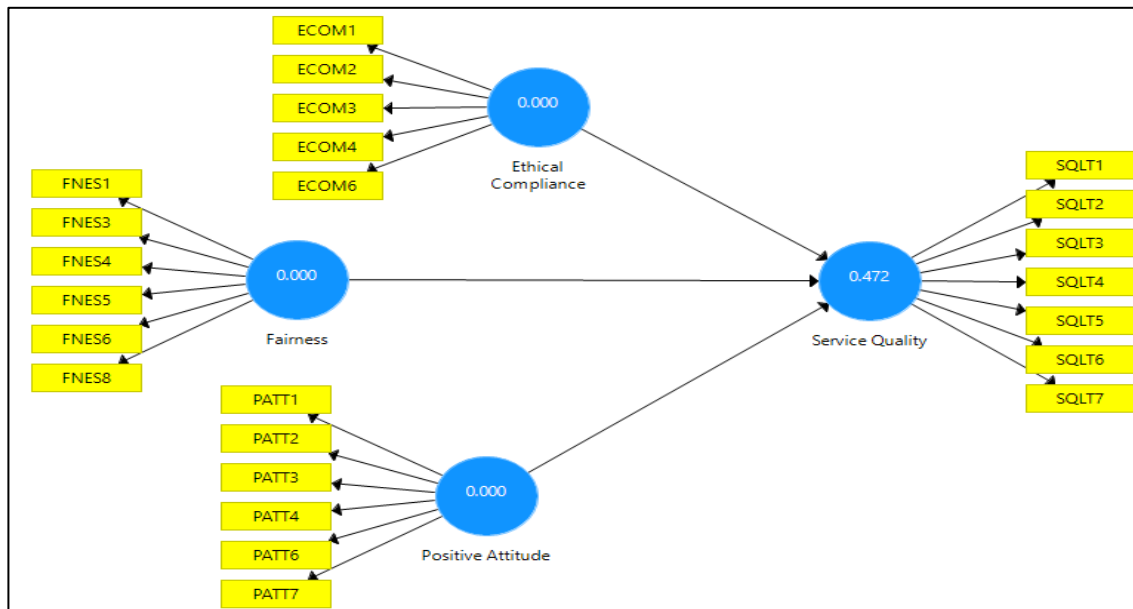 ECOM1
ECOM2
ECOM3
ECOM4
ECOM6
0.000
Ethical
Compliance
FNES1
FNES3
FNES4
FNES5
FNES6
FNES8
0.000
Fairness
PATT1
PATT2
PATT3
PATT4
PATT6
PATT7
0.000
Positive Attitude
0.472
Service Quality
SQLT1
SQLT2
SQLT3
SQLT4
SQLT5
SQLT6
SQLT7